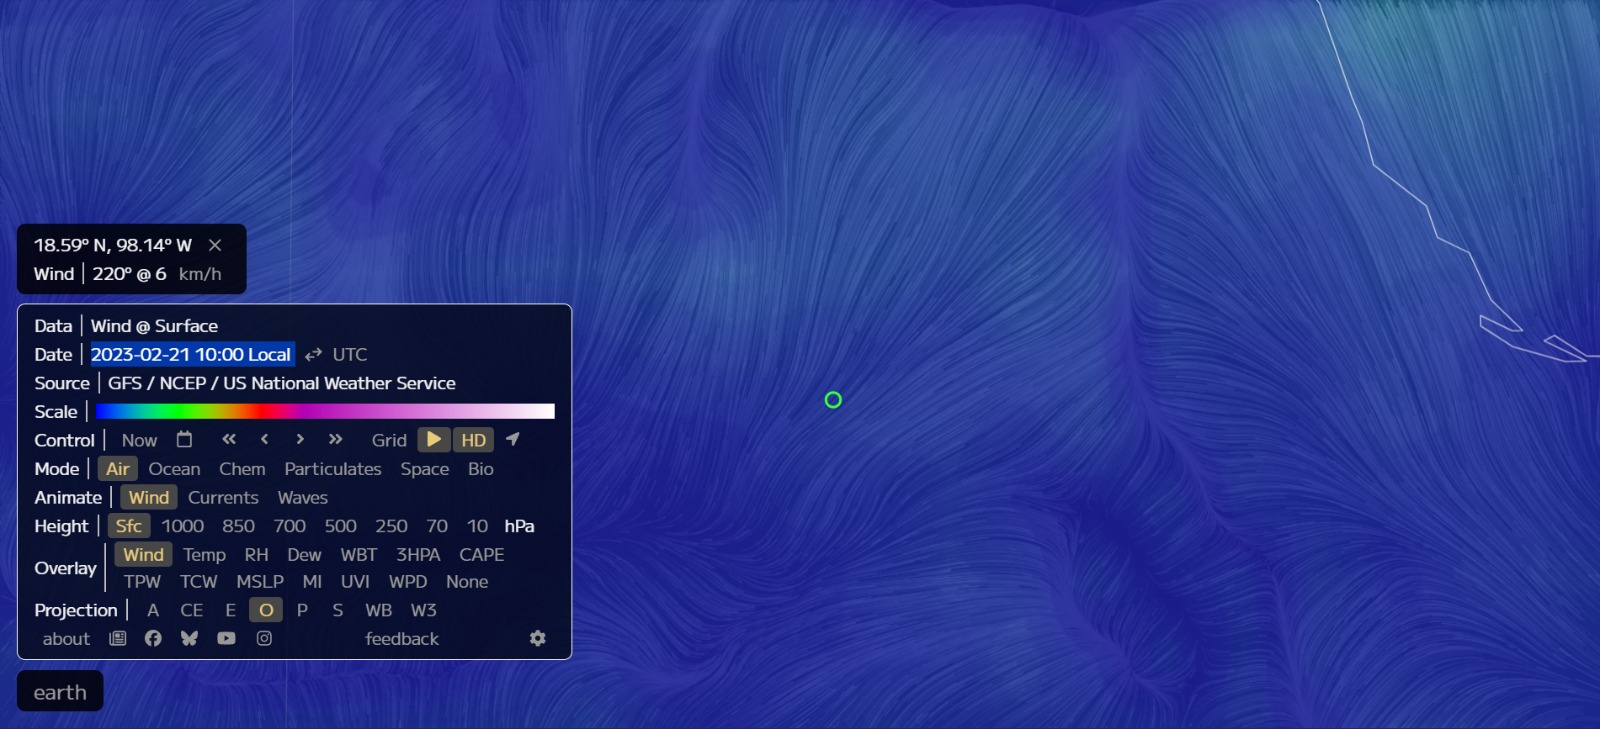 18.59° N, 98.14° W ×
Wind | 220° @ 6 km/h
Data | Wind @ Surface
Date | 2023-02-21 10:00 Local ⇄ UTC
Source | GFS / NCEP / US National Weather Service
Scale |
Control | Now « ‹ › » Grid HD
Mode | Air Ocean Chem Particulates Space Bio
Animate | Wind Currents Waves
Height | Sfc 1000 850 700 500 250 70 10 hPa
Overlay | Wind Temp RH Dew WBT 3HPA CAPE
TPW TCW MSLP MI UVI WPD None
Projection | A CE E O P S WB W3
about feedback
earth